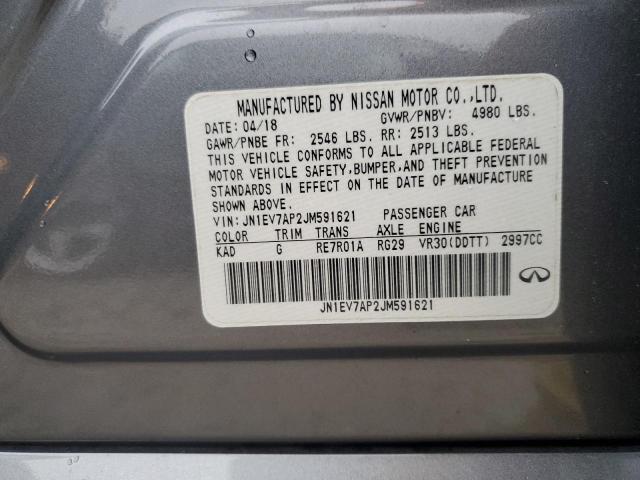 MANUFACTURED BY NISSAN MOTOR CO.,LTD.
DATE: 04/18 GVWR/PNBV: 4980 LBS.
GAWR/PNBE FR: 2546 LBS. RR: 2513 LBS.
THIS VEHICLE CONFORMS TO ALL APPLICABLE FEDERAL
MOTOR VEHICLE SAFETY,BUMPER,AND THEFT PREVENTION
STANDARDS IN EFFECT ON THE DATE OF MANUFACTURE
SHOWN ABOVE.
VIN: JN1EV7AP2JM591621 PASSENGER CAR
COLOR TRIM TRANS AXLE ENGINE
KAD G RE7R01A RG29 VR30(DDTT) 2997CC
JN1EV7AP2JM591621